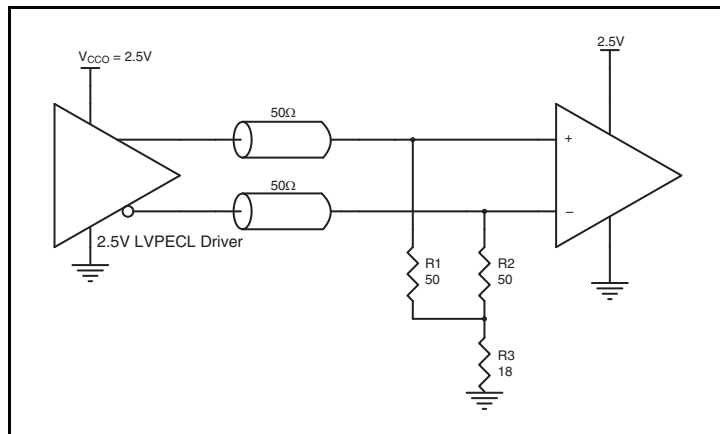 V_CCO = 2.5V
2.5V
50Ω
+
50Ω
−
2.5V LVPECL Driver
R1
50
R2
50
R3
18